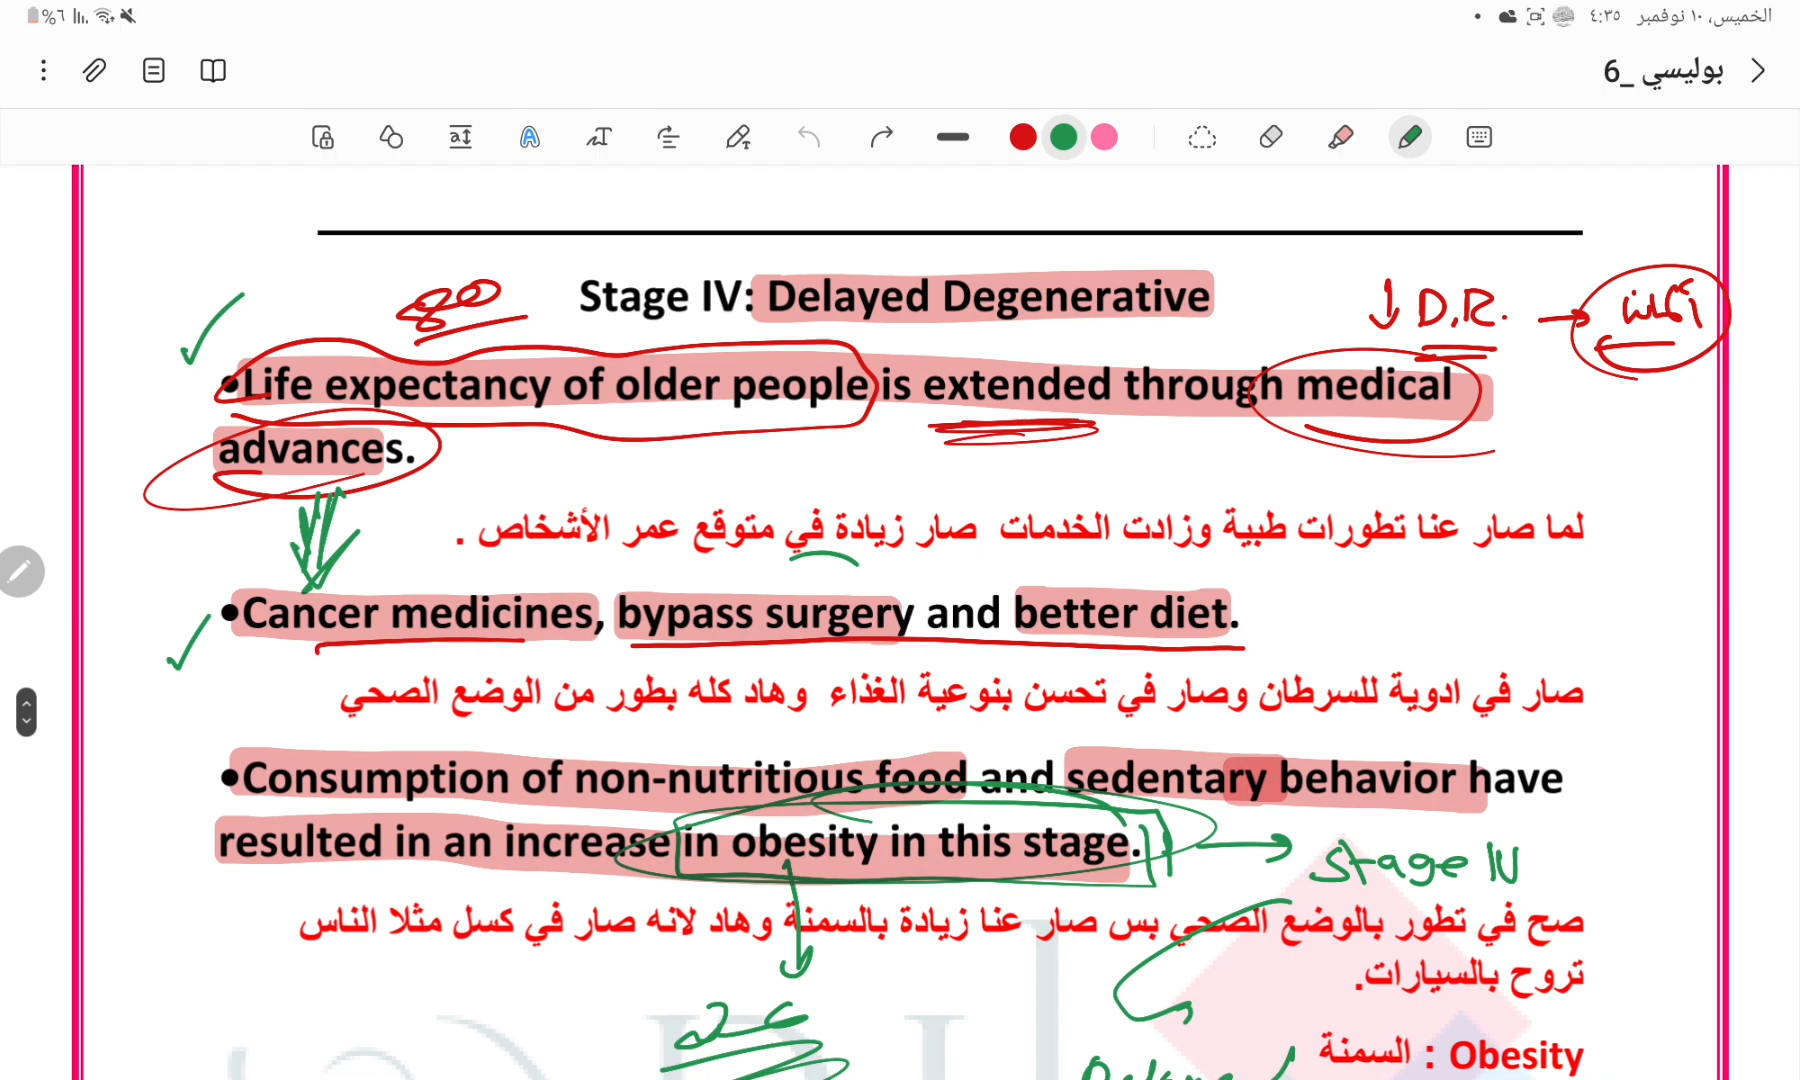 الخميس، ١٠ نوفمبر ٤:٣٥
%٦
بوليسي _6
Stage IV: Delayed Degenerative
80
↓ D.R. →
•Life expectancy of older people is extended through medical
advances.
لما صار عنا تطورات طبية وزادت الخدمات صار زيادة في متوقع عمر الأشخاص .
•Cancer medicines, bypass surgery and better diet.
صار في ادوية للسرطان وصار في تحسن بنوعية الغذاء وهاد كله بطور من الوضع الصحي
•Consumption of non-nutritious food and sedentary behavior have
resulted in an increase in obesity in this stage.
→ Stage IV
صح في تطور بالوضع الصحي بس صار عنا زيادة بالسمنة وهاد لانه صار في كسل مثلا الناس
تروح بالسيارات.
Obesity : السمنة